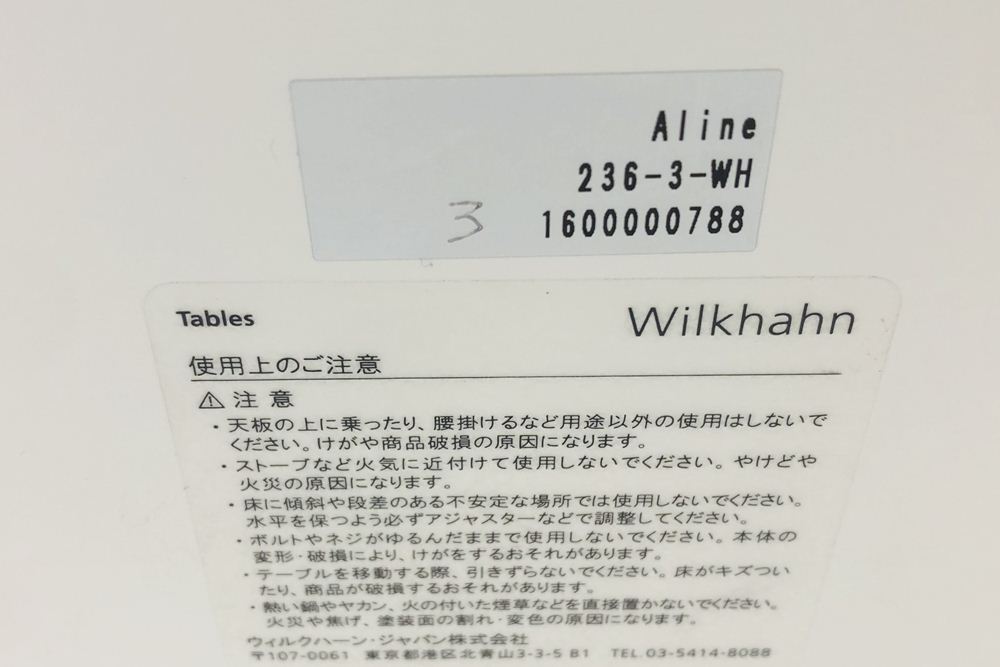 Aline
236-3-WH
3 1600000788
Tables Wilkhahn
使用上のご注意
⚠ 注 意
・天板の上に乗ったり、腰掛けるなど用途以外の使用はしないで
ください。けがや商品破損の原因になります。
・ストーブなど火気に近付けて使用しないでください。やけどや
火災の原因になります。
・床に傾斜や段差のある不安定な場所では使用しないでください。
水平を保つよう必ずアジャスターなどで調整してください。
・ボルトやネジがゆるんだままで使用しないでください。本体の
変形・破損により、けがをするおそれがあります。
・テーブルを移動する際、引きずらないでください。床がキズつい
たり、商品が破損するおそれがあります。
・熱い鍋やヤカン、火の付いた煙草などを直接置かないでください。
火災や焦げ、塗装面の割れ・変色の原因になります。
ウィルクハーン・ジャパン株式会社
〒107-0061 東京都港区北青山3-3-5 B1 TEL.03-5414-8088